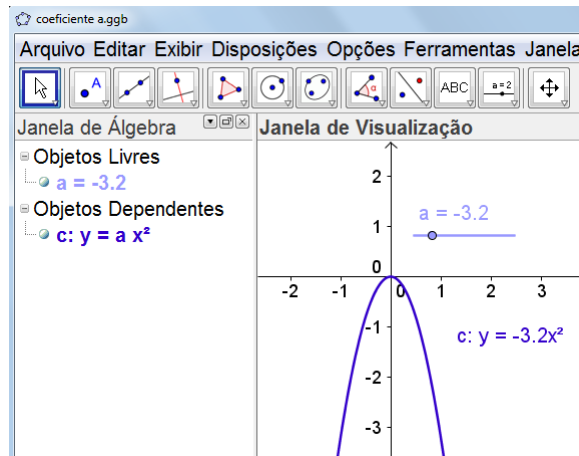 coeficiente a.ggb
Arquivo Editar Exibir Disposições Opções Ferramentas Janela
A
α
ABC
a=2
Janela de Álgebra
Janela de Visualização
Objetos Livres
a = -3.2
Objetos Dependentes
c: y = a x²
2
a = -3.2
1
0
-2 -1 0 1 2 3
-1
c: y = -3.2x²
-2
-3